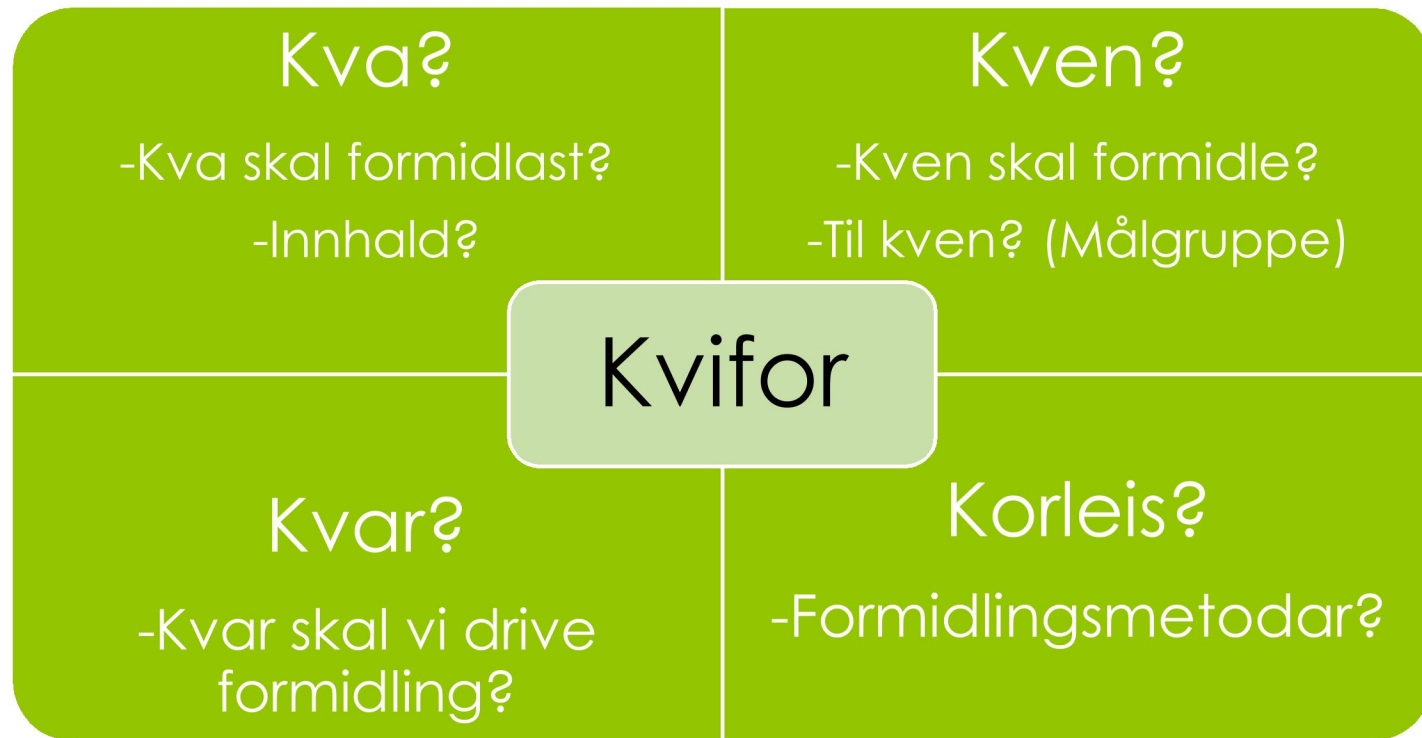 Kva?
-Kva skal formidlast?
-Innhald?
Kven?
-Kven skal formidle?
-Til kven? (Målgruppe)
Kvifor
Kvar?
-Kvar skal vi drive
formidling?
Korleis?
-Formidlingsmetodar?